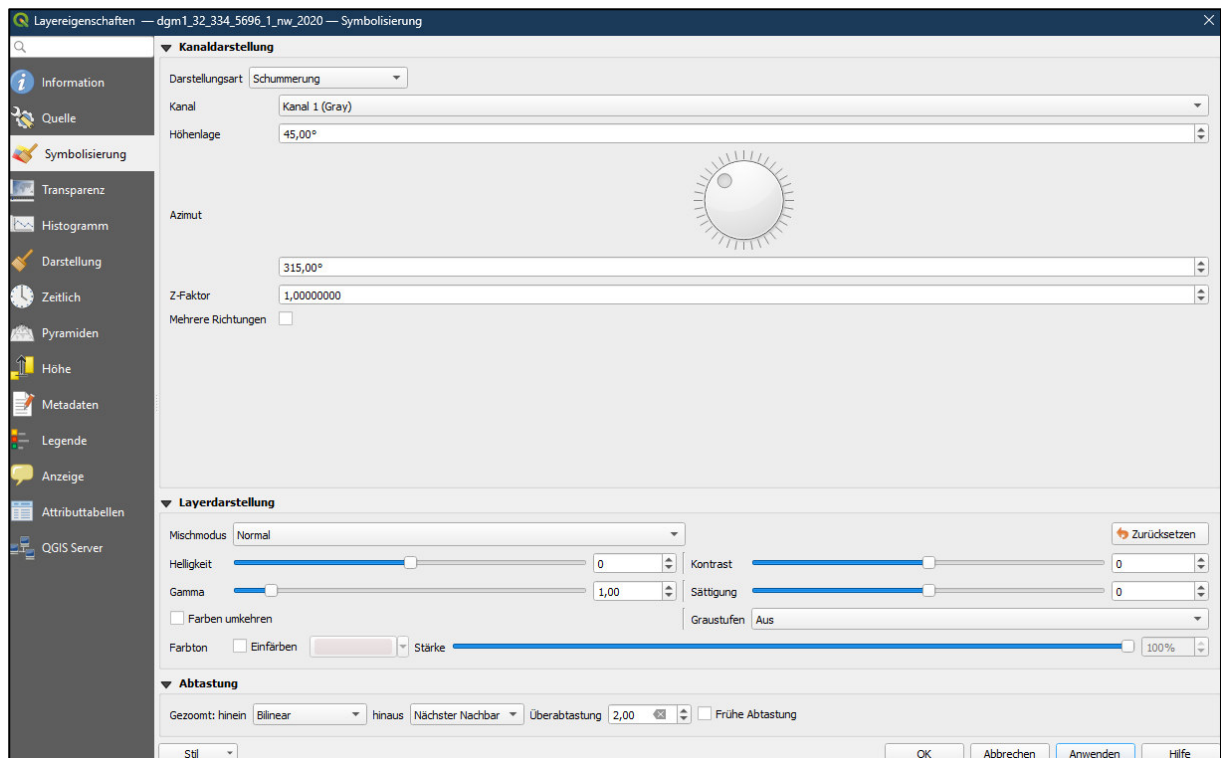 Layereigenschaften — dgm1_32_334_5696_1_nw_2020 — Symbolisierung
Information
Quelle
Symbolisierung
Transparenz
Histogramm
Darstellung
Zeitlich
Pyramiden
Höhe
Metadaten
Legende
Anzeige
Attributtabellen
QGIS Server
Kanaldarstellung
Darstellungsart Schummerung
Kanal Kanal 1 (Gray)
Höhenlage 45,00°
Azimut
315,00°
Z-Faktor 1,00000000
Mehrere Richtungen
Layerdarstellung
Mischmodus Normal Zurücksetzen
Helligkeit 0 Kontrast 0
Gamma 1,00 Sättigung 0
Farben umkehren Graustufen Aus
Farbton Einfärben Stärke 100%
Abtastung
Gezoomt: hinein Bilinear hinaus Nächster Nachbar Überabtastung 2,00 Frühe Abtastung
Stil OK Abbrechen Anwenden Hilfe